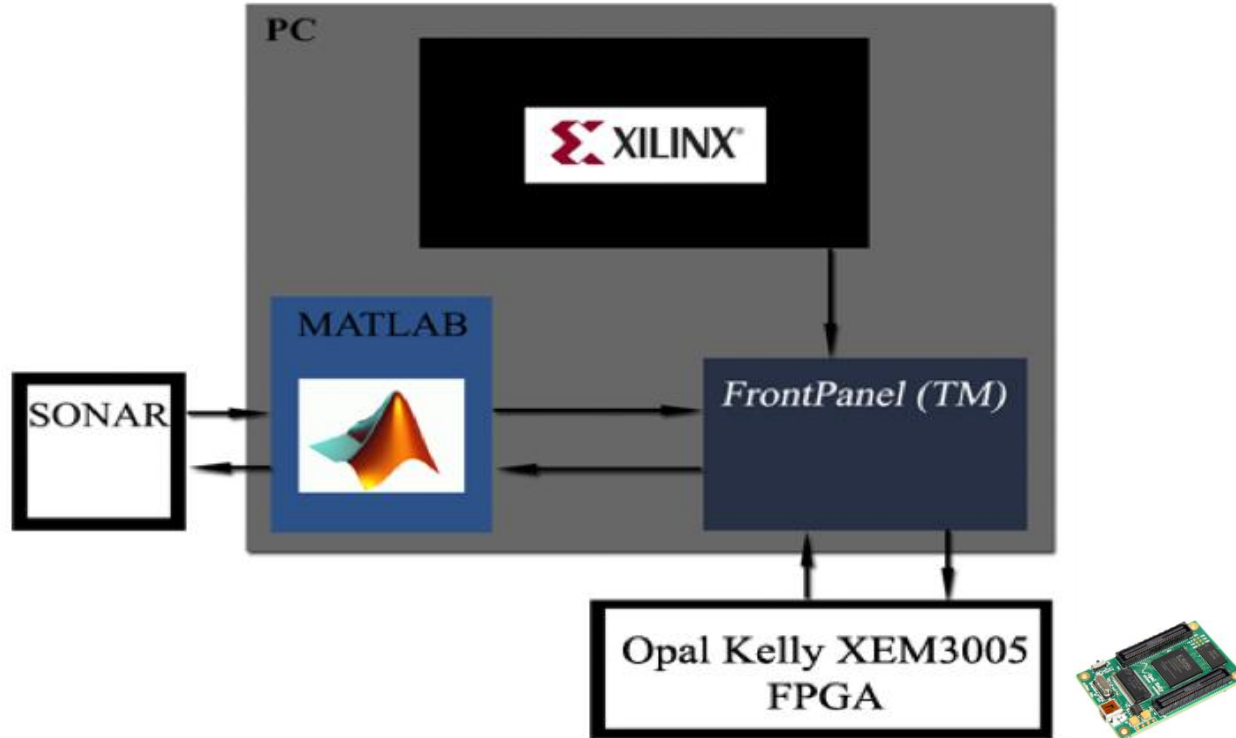 PC
XILINX®
MATLAB
SONAR
FrontPanel (TM)
Opal Kelly XEM3005
FPGA